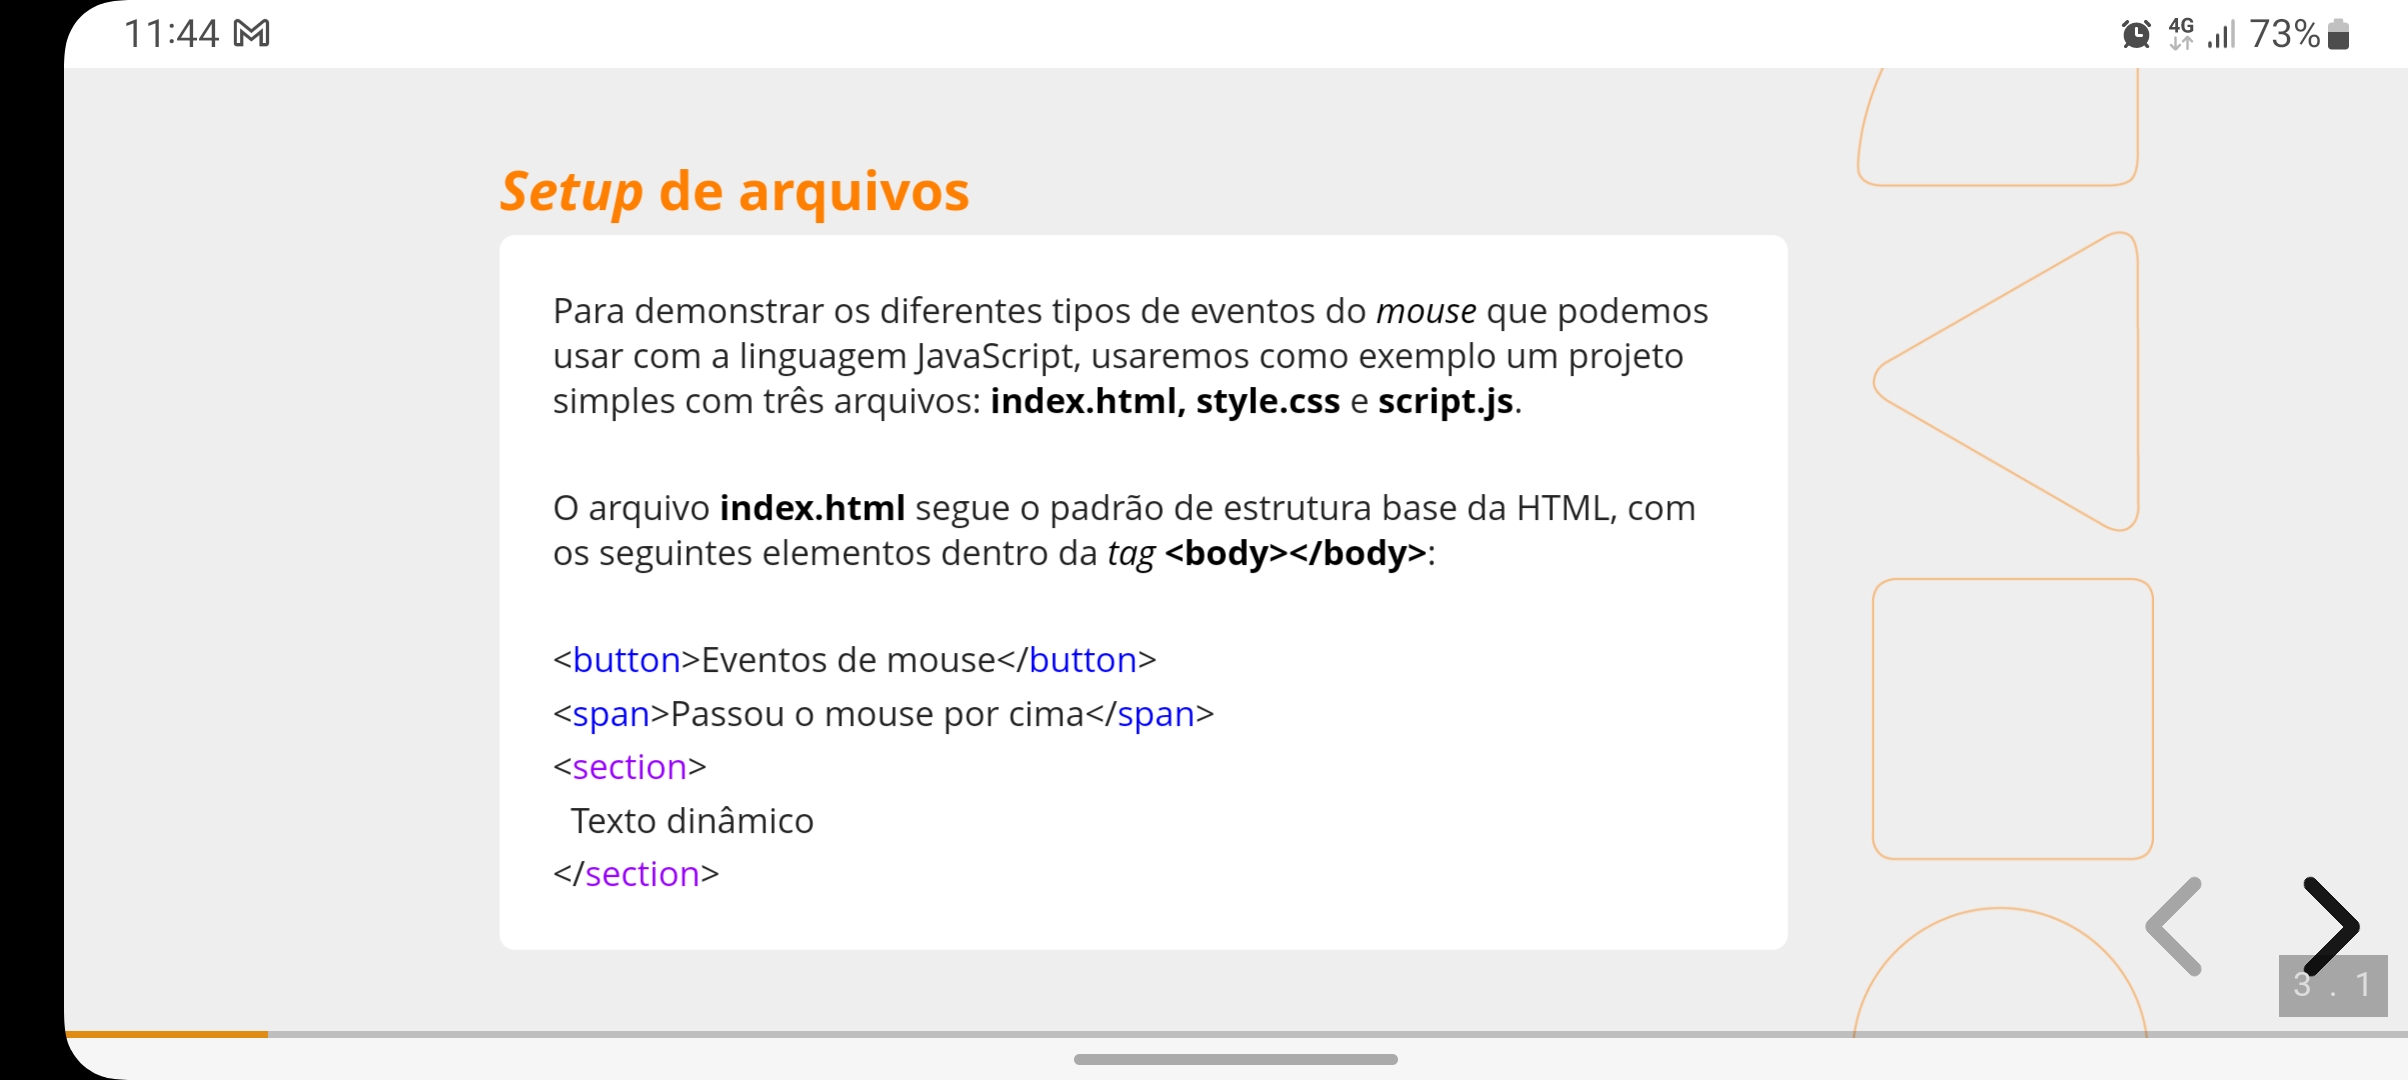 11:44
4G
73%
Setup de arquivos
Para demonstrar os diferentes tipos de eventos do mouse que podemos
usar com a linguagem JavaScript, usaremos como exemplo um projeto
simples com três arquivos: index.html, style.css e script.js.
O arquivo index.html segue o padrão de estrutura base da HTML, com
os seguintes elementos dentro da tag <body></body>:
<button>Eventos de mouse</button>
<span>Passou o mouse por cima</span>
<section>
Texto dinâmico
</section>
3 . 1